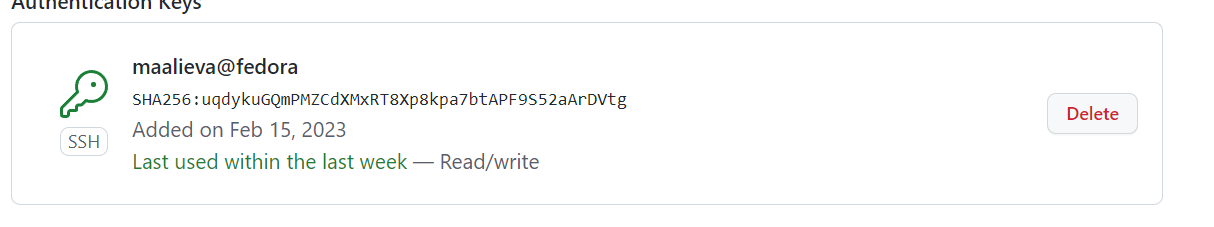 Authentication Keys
maalieva@fedora
SHA256:uqdykuGQmPMZCdXMxRT8Xp8kpa7btAPF9S52aArDVtg
SSH
Added on Feb 15, 2023
Last used within the last week — Read/write
Delete